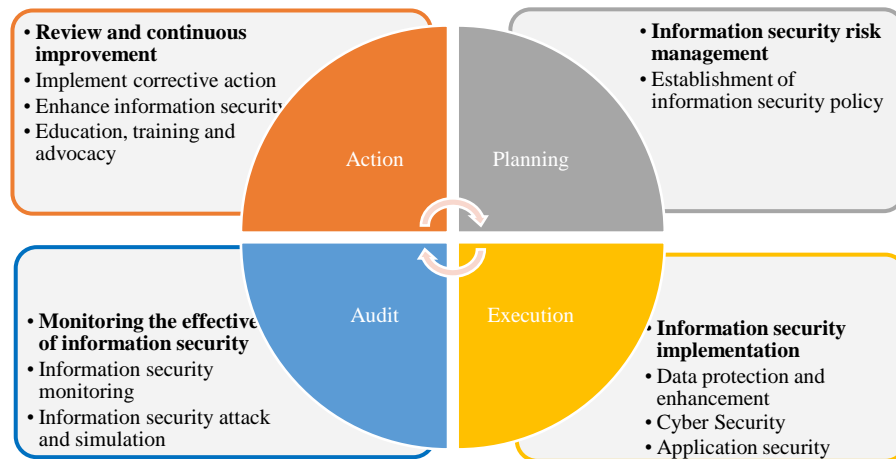 • Review and continuous
improvement
• Implement corrective action
• Enhance information security
• Education, training and
advocacy
Action
Planning
• Information security risk
management
• Establishment of
information security policy
• Monitoring the effective
of information security
• Information security
monitoring
• Information security attack
and simulation
Audit
Execution
• Information security
implementation
• Data protection and
enhancement
• Cyber Security
• Application security